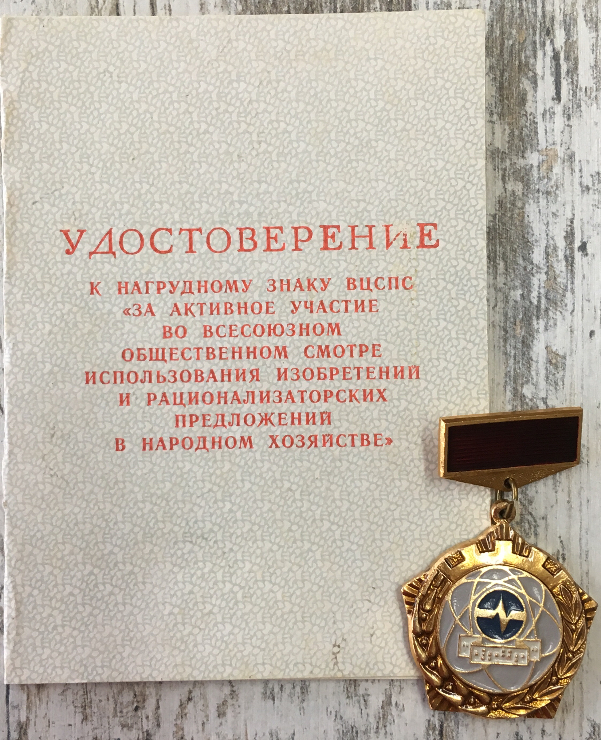 УДОСТОВЕРЕНИЕ
К НАГРУДНОМУ ЗНАКУ ВЦСПС
«ЗА АКТИВНОЕ УЧАСТИЕ
ВО ВСЕСОЮЗНОМ
ОБЩЕСТВЕННОМ СМОТРЕ
ИСПОЛЬЗОВАНИЯ ИЗОБРЕТЕНИЙ
И РАЦИОНАЛИЗАТОРСКИХ
ПРЕДЛОЖЕНИЙ
В НАРОДНОМ ХОЗЯЙСТВЕ»